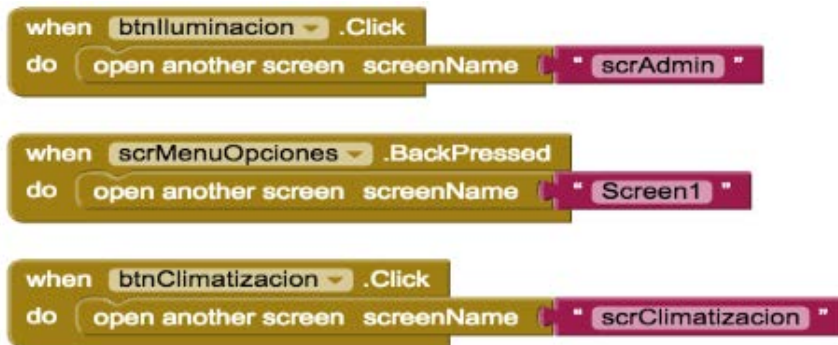 when btnIluminacion .Click
do open another screen screenName " scrAdmin "
when scrMenuOpciones .BackPressed
do open another screen screenName " Screen1 "
when btnClimatizacion .Click
do open another screen screenName " scrClimatizacion "